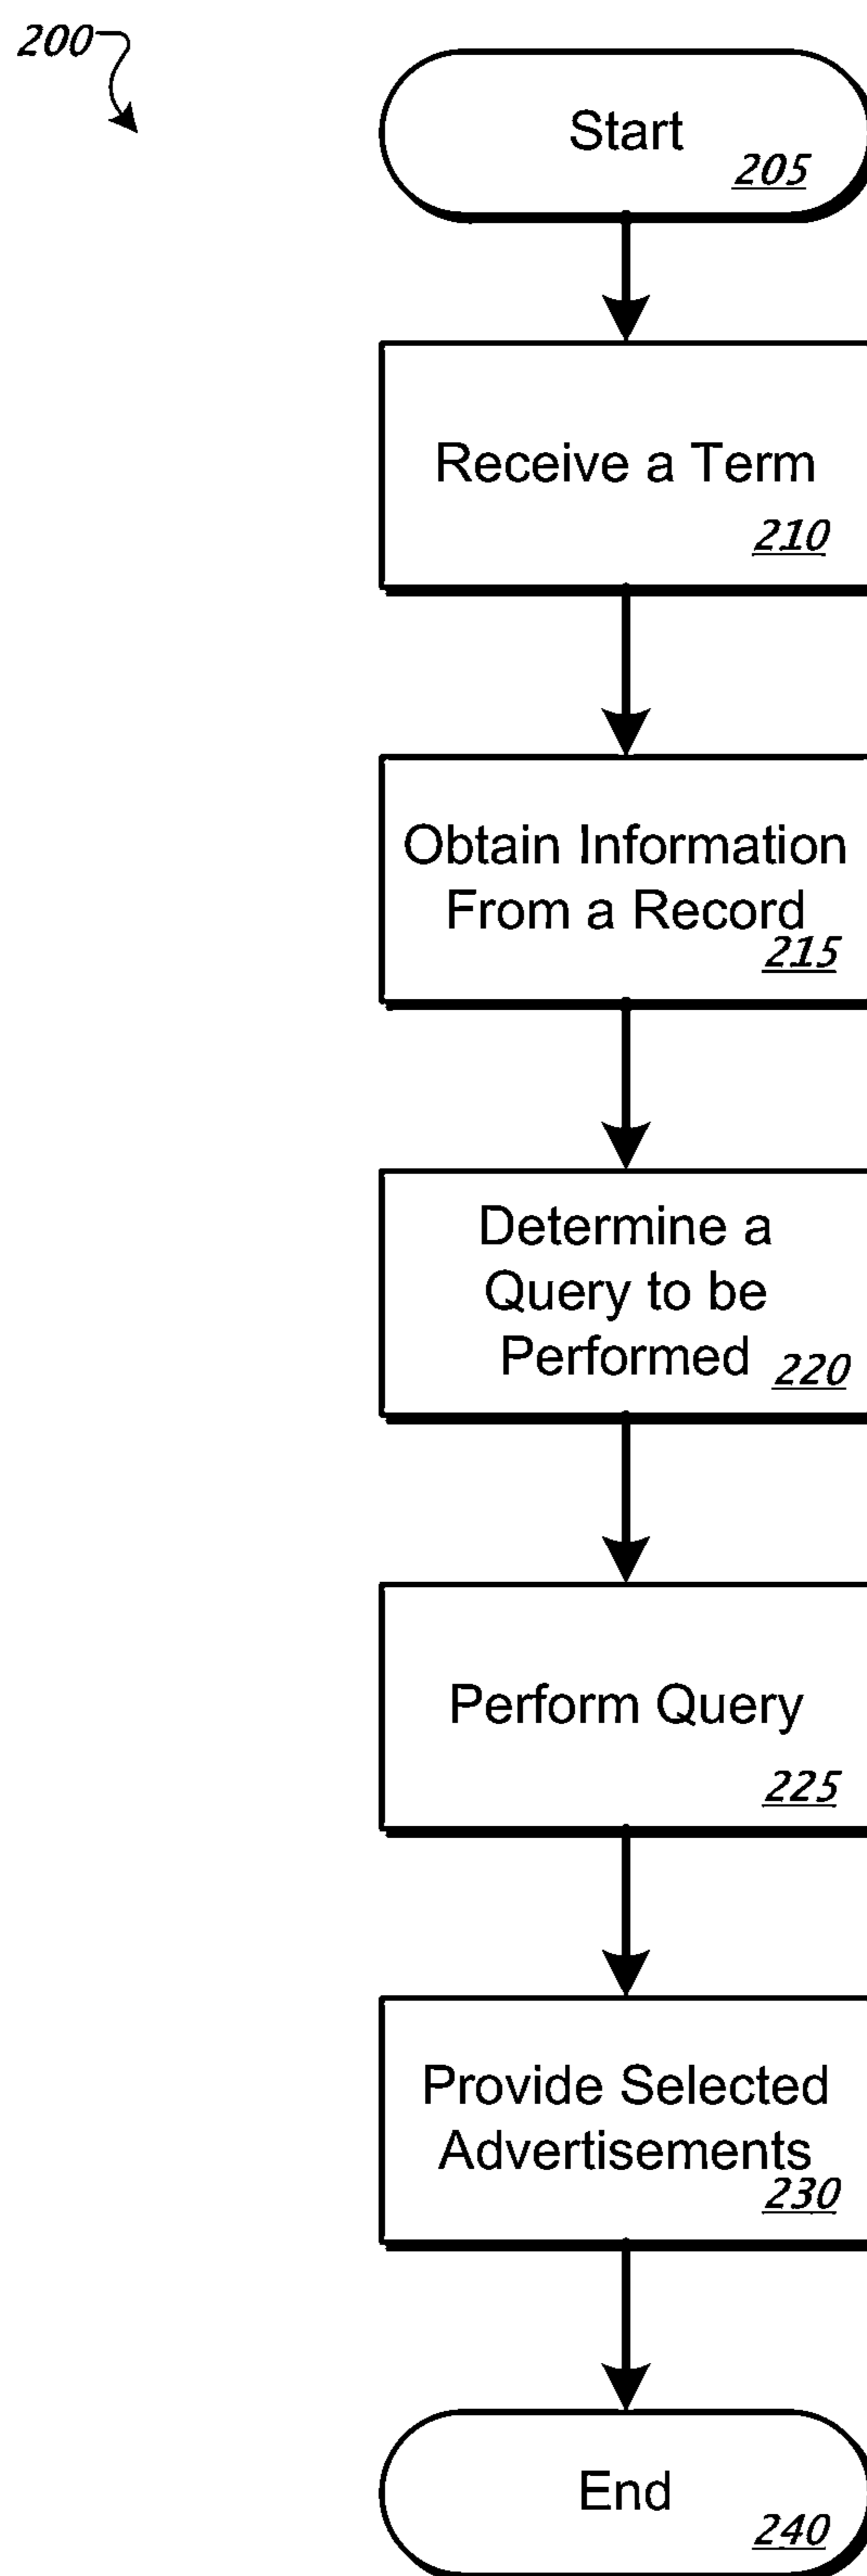 200
Start
205
Receive a Term
210
Obtain Information
From a Record
215
Determine a
Query to be
Performed 220
Perform Query
225
Provide Selected
Advertisements
230
End
240